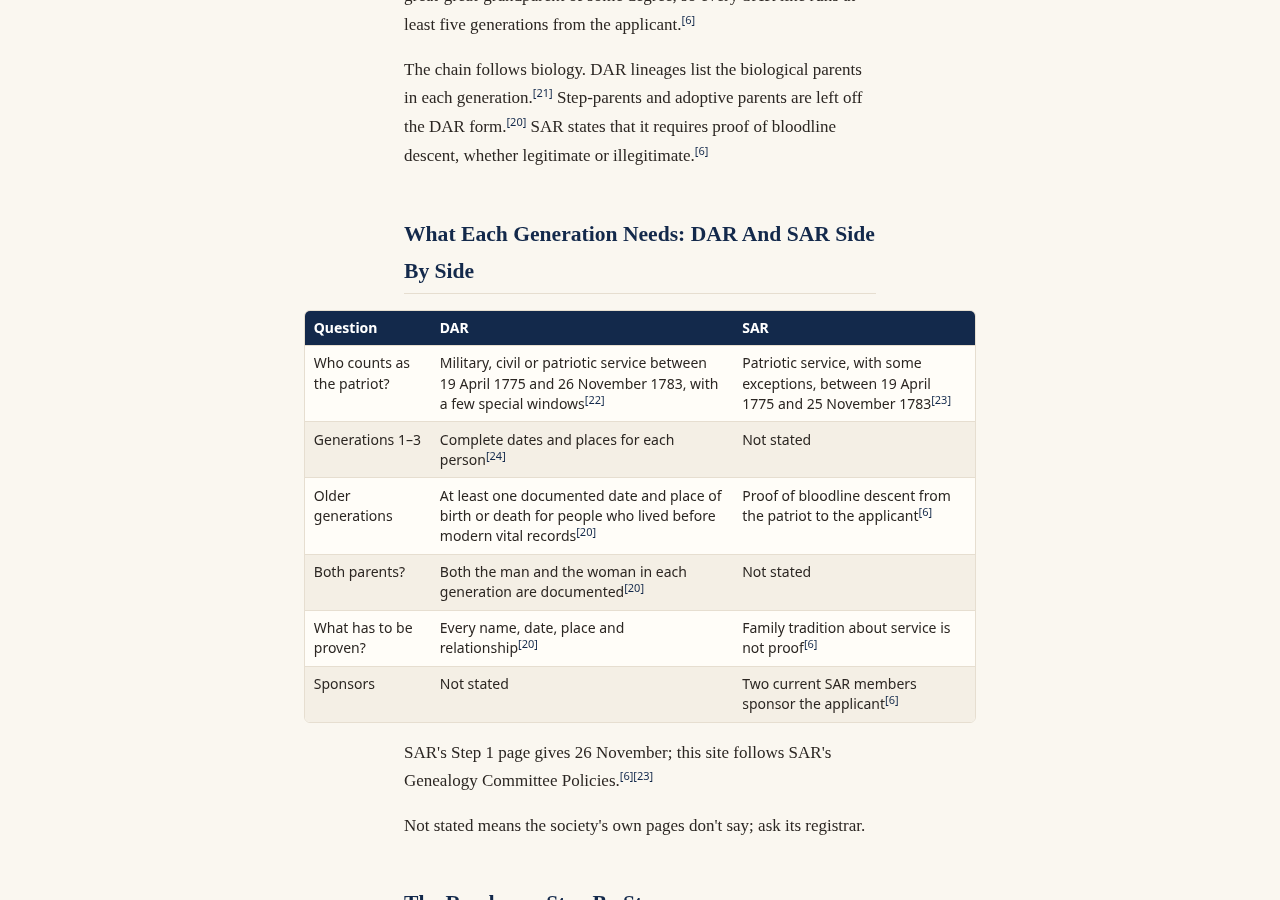 least five generations from the applicant.[6]
The chain follows biology. DAR lineages list the biological parents
in each generation.[21] Step-parents and adoptive parents are left off
the DAR form.[20] SAR states that it requires proof of bloodline
descent, whether legitimate or illegitimate.[6]
What Each Generation Needs: DAR And SAR Side
By Side
Question DAR SAR
Who counts as the patriot? Military, civil or patriotic service between 19 April 1775 and 26 November 1783, with a few special windows[22] Patriotic service, with some exceptions, between 19 April 1775 and 25 November 1783[23]
Generations 1–3 Complete dates and places for each person[24] Not stated
Older generations At least one documented date and place of birth or death for people who lived before modern vital records[20] Proof of bloodline descent from the patriot to the applicant[6]
Both parents? Both the man and the woman in each generation are documented[20] Not stated
What has to be proven? Every name, date, place and relationship[20] Family tradition about service is not proof[6]
Sponsors Not stated Two current SAR members sponsor the applicant[6]
SAR's Step 1 page gives 26 November; this site follows SAR's
Genealogy Committee Policies.[6][23]
Not stated means the society's own pages don't say; ask its registrar.